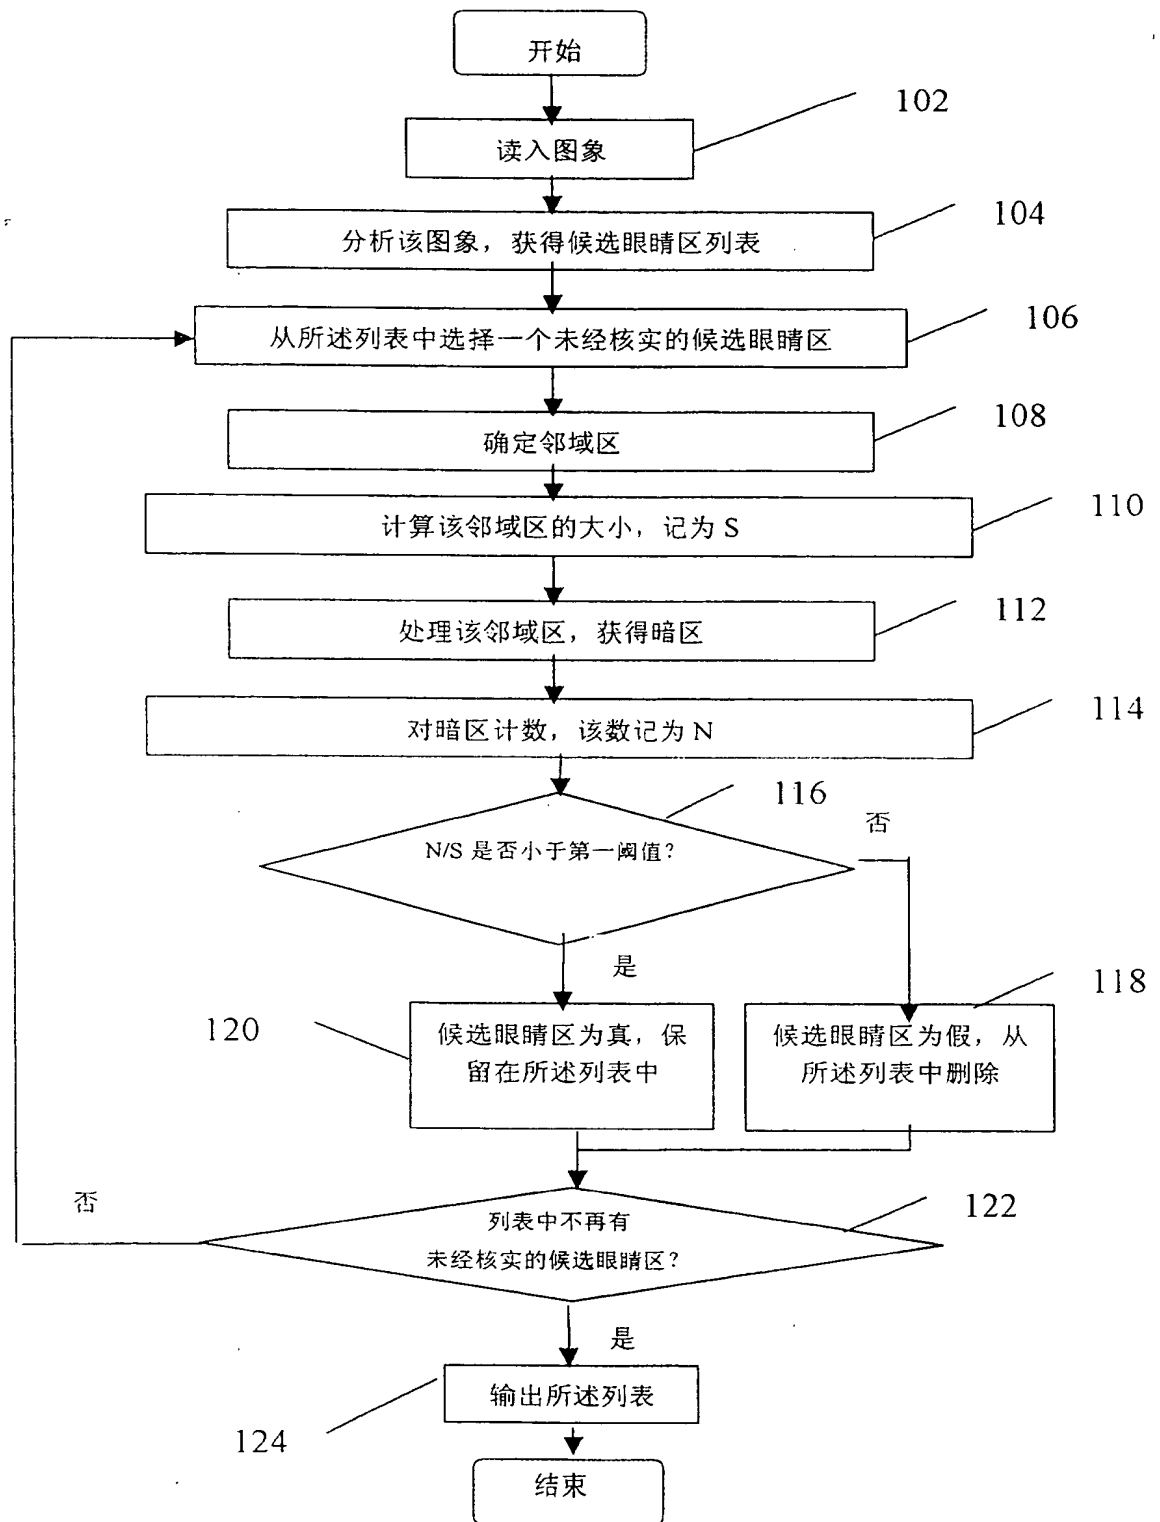 开始
102
读入图象
104
分析该图象，获得候选眼睛区列表
106
从所述列表中选择一个未经核实的候选眼睛区
108
确定邻域区
110
计算该邻域区的大小，记为 S
112
处理该邻域区，获得暗区
114
对暗区计数，该数记为 N
116
否
N/S 是否小于第一阈值？
是
118
120
候选眼睛区为真，保
留在所述列表中
候选眼睛区为假，从
所述列表中删除
否
122
列表中不再有
未经核实的候选眼睛区？
是
输出所述列表
124
结束